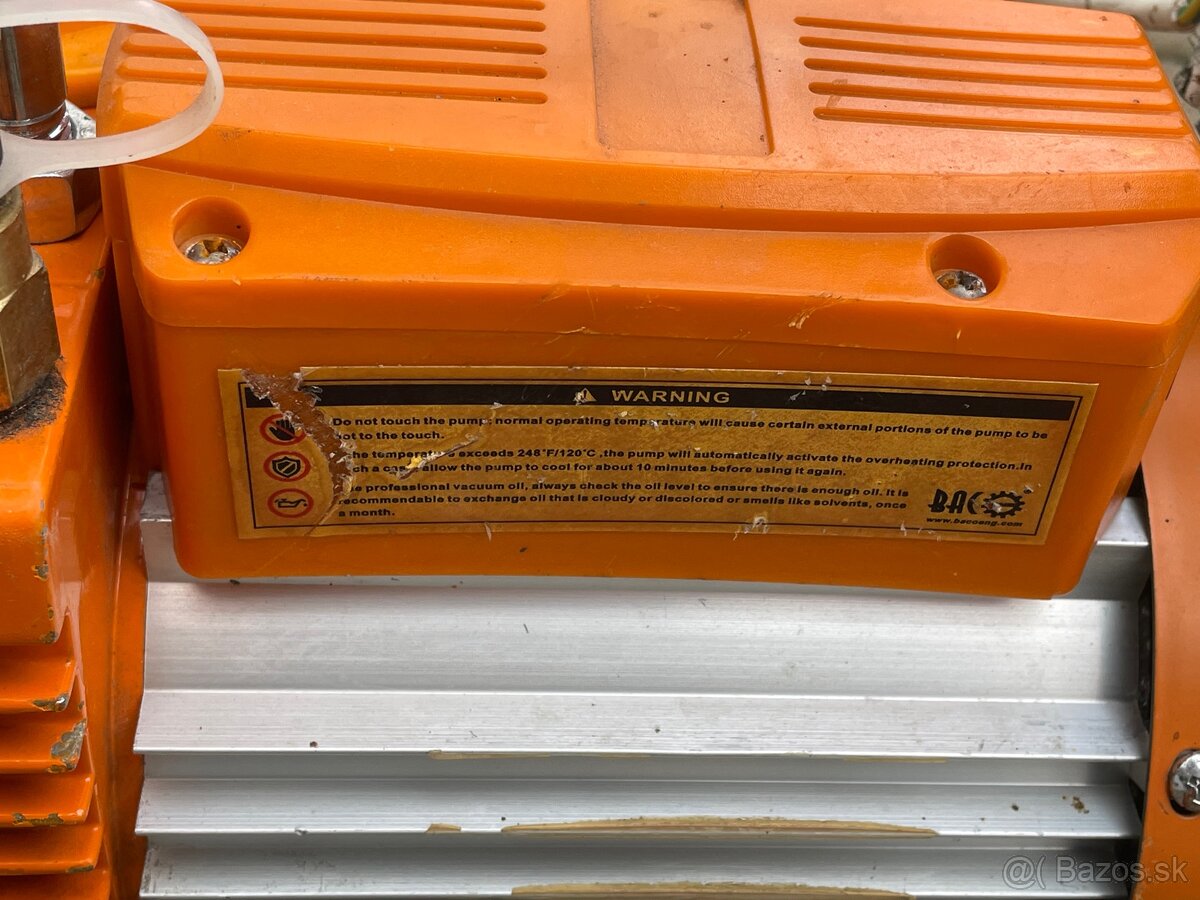 WARNING
Do not touch the pump; normal operating temperature will cause certain external portions of the pump to be
hot to the touch.
the temperature exceeds 248°F/120°C ,the pump will automatically activate the overheating protection.In
allow the pump to cool for about 10 minutes before using it again.
professional vacuum oil, always check the oil level to ensure there is enough oil. It is
recommendable to exchange oil that is cloudy or discolored or smells like solvents, once
a month.
BACOENG
www.bacoeng.com
@( Bazos.sk